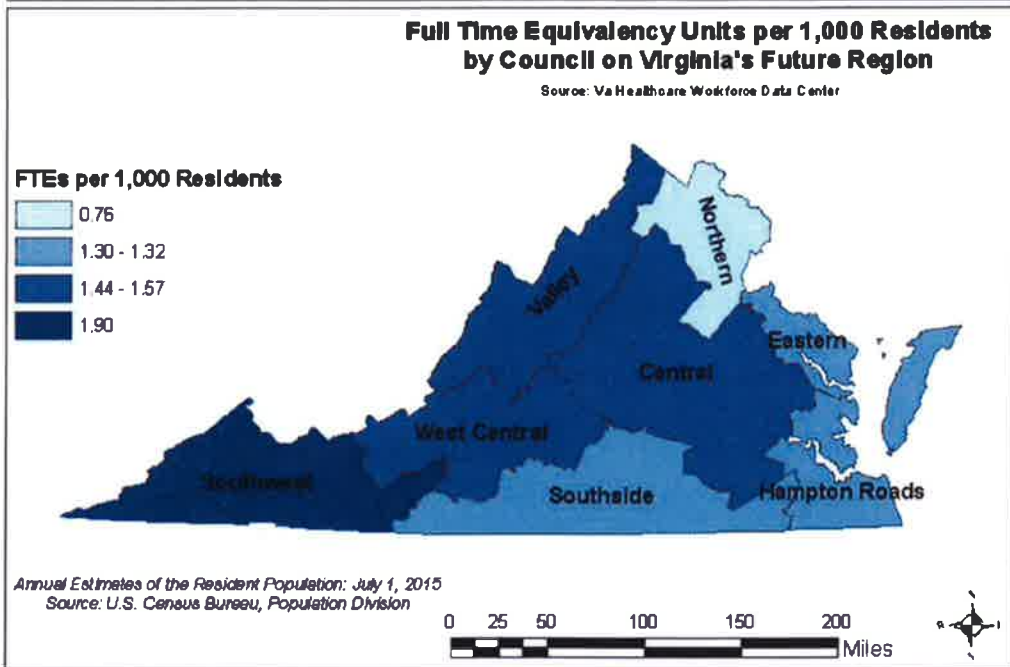 Full Time Equivalency Units per 1,000 Residents
by Council on Virginia's Future Region
Source: Va Healthcare Workforce Data Center
FTEs per 1,000 Residents
0.76
1.30 - 1.32
1.44 - 1.57
1.90
Northern
Valley
Eastern
Central
West Central
Southwest
Southside
Hampton Roads
Annual Estimates of the Resident Population: July 1, 2015
Source: U.S. Census Bureau, Population Division
0 25 50 100 150 200
Miles